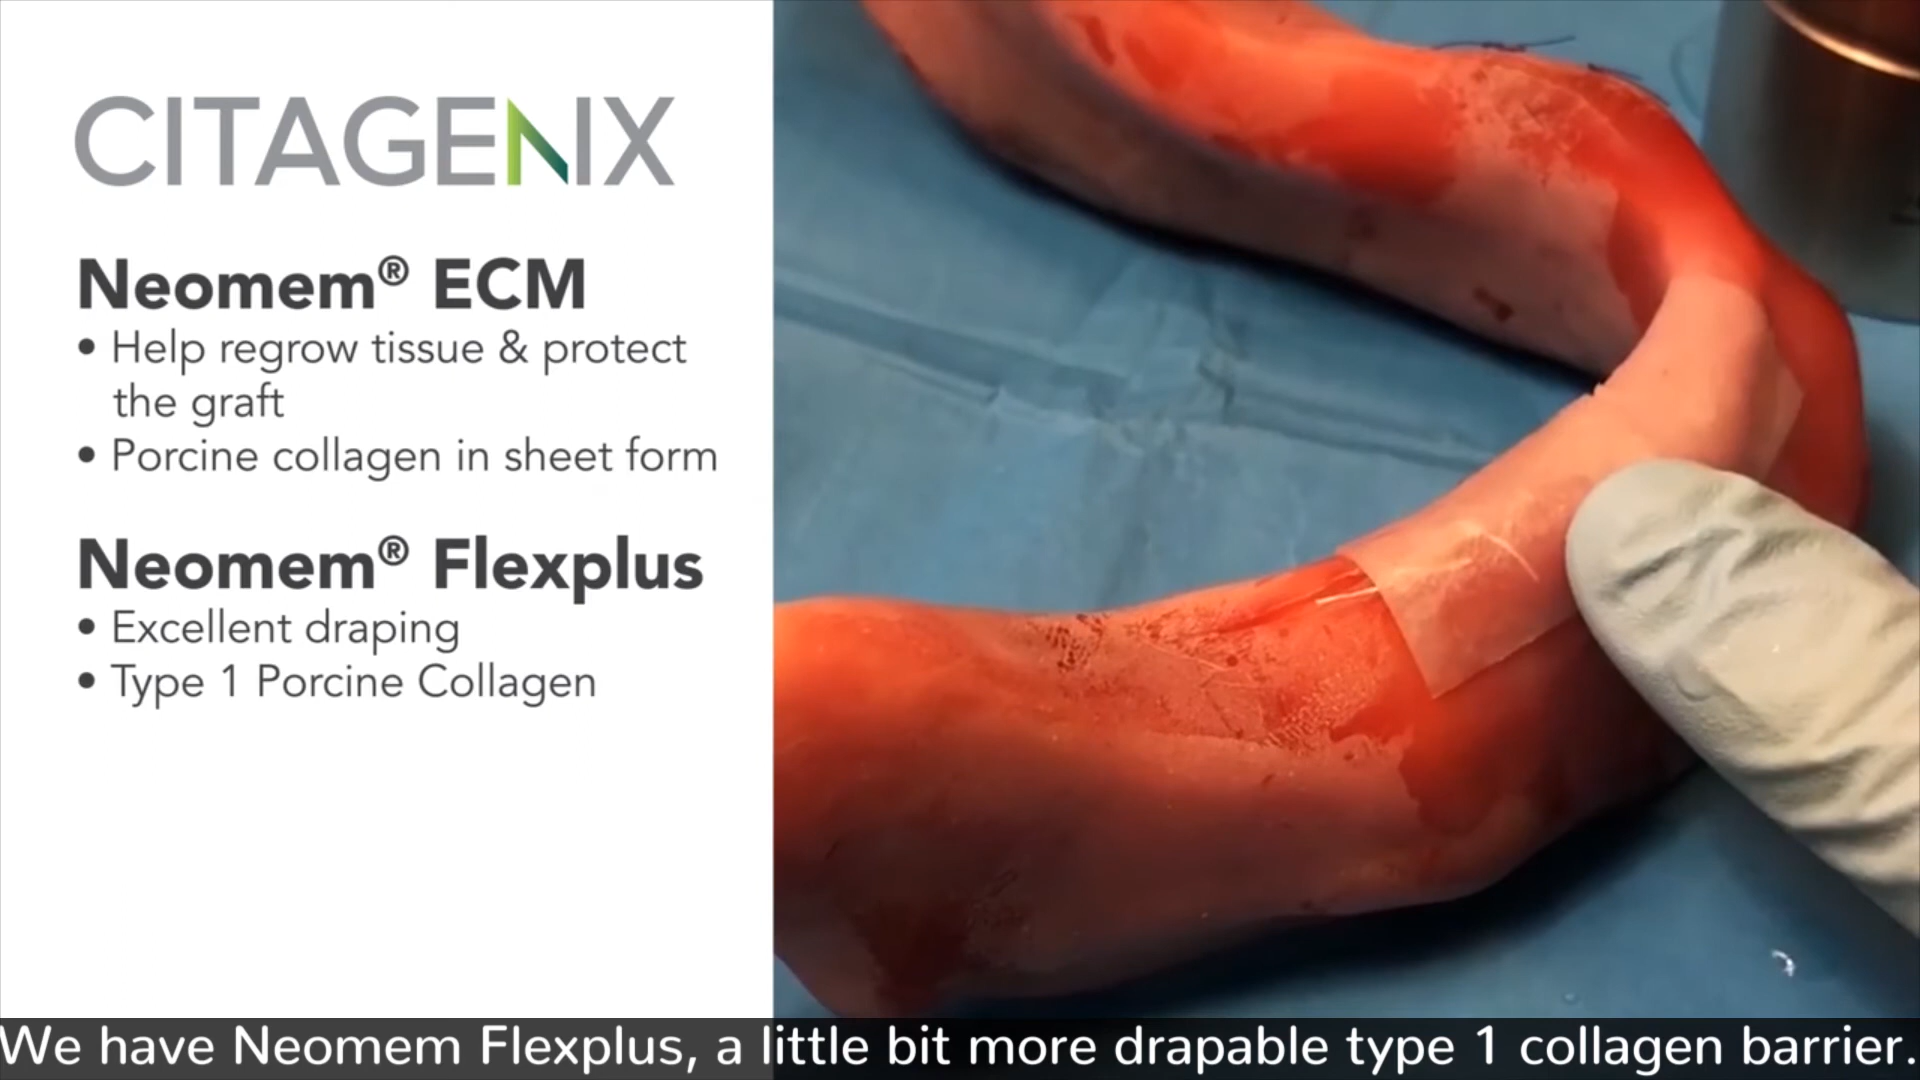 CITAGENIX
Neomem® ECM
• Help regrow tissue & protect
the graft
• Porcine collagen in sheet form
Neomem® Flexplus
• Excellent draping
• Type 1 Porcine Collagen
We have Neomem Flexplus, a little bit more drapable type 1 collagen barrier.